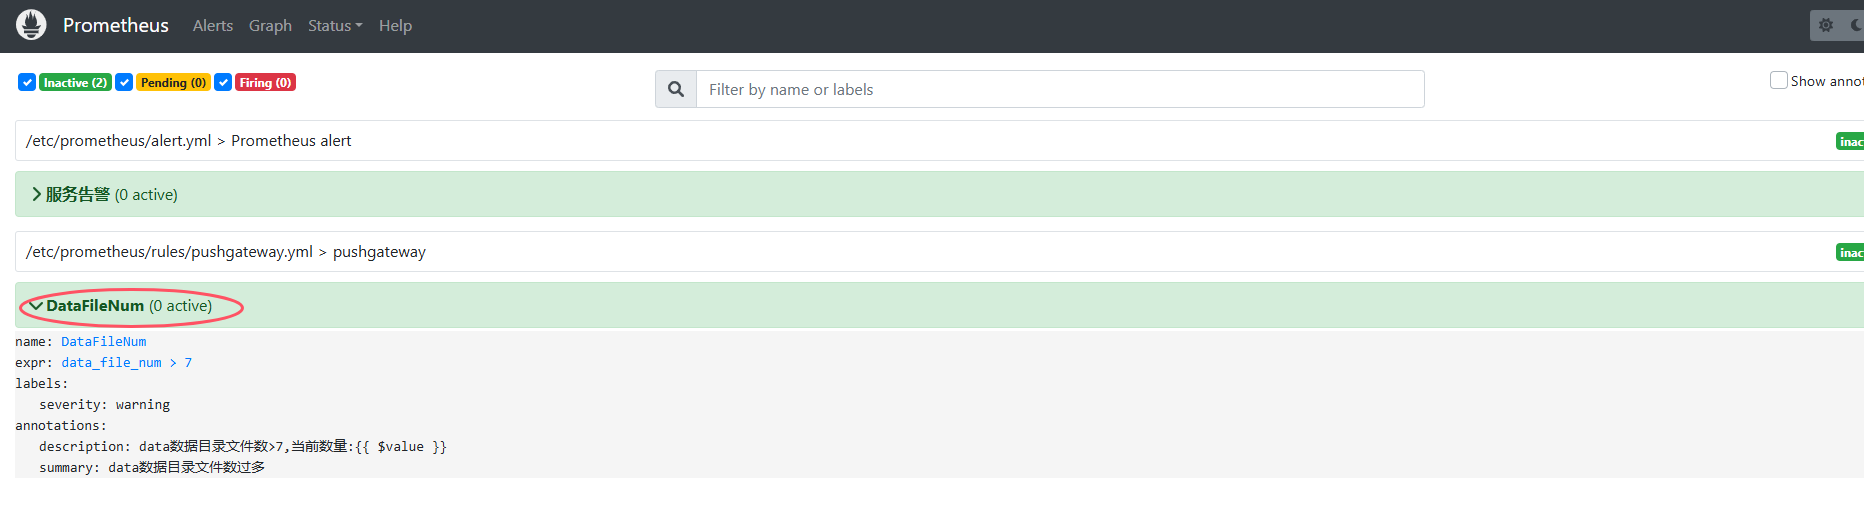 Prometheus Alerts Graph Status Help
Inactive (2) Pending (0) Firing (0) Filter by name or labels Show annot
/etc/prometheus/alert.yml > Prometheus alert inac
服务告警 (0 active)
/etc/prometheus/rules/pushgateway.yml > pushgateway inac
DataFileNum (0 active)
name: DataFileNum
expr: data_file_num > 7
labels:
severity: warning
annotations:
description: data数据目录文件数>7,当前数量:{{ $value }}
summary: data数据目录文件数过多